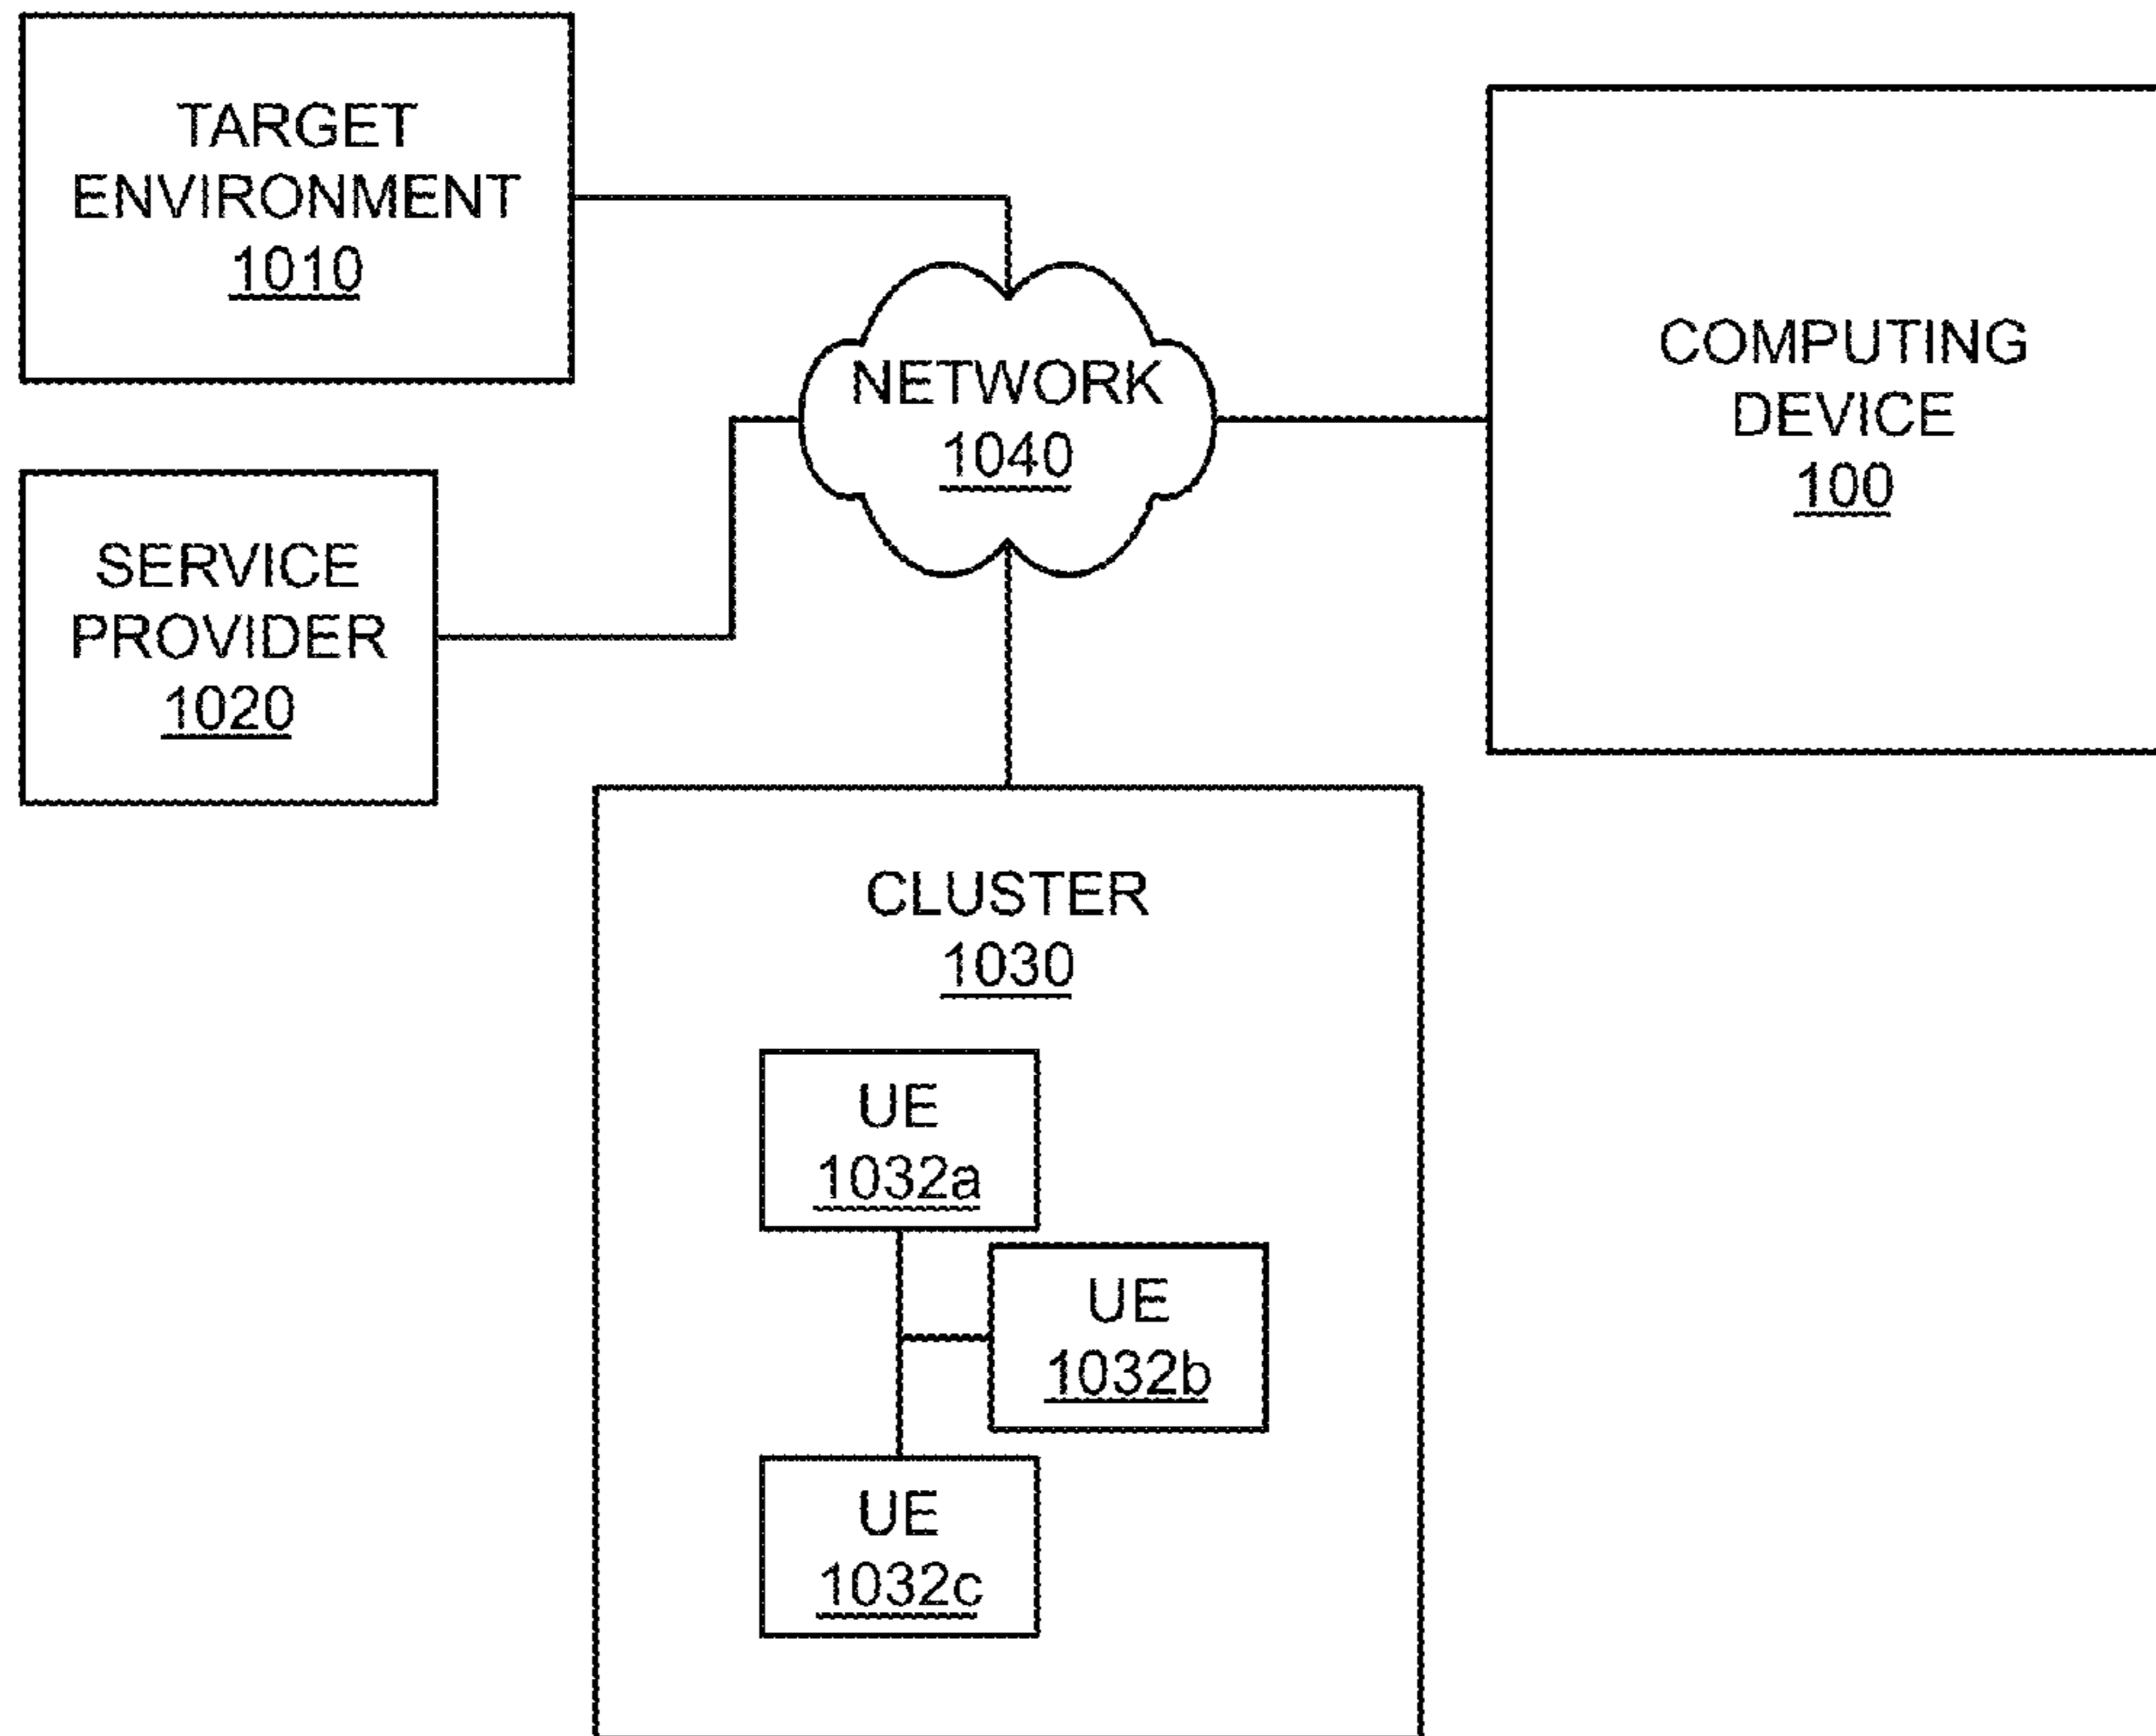 TARGET
ENVIRONMENT
1010
NETWORK
1040
COMPUTING
DEVICE
100
SERVICE
PROVIDER
1020
CLUSTER
1030
UE
1032a
UE
1032b
UE
1032c